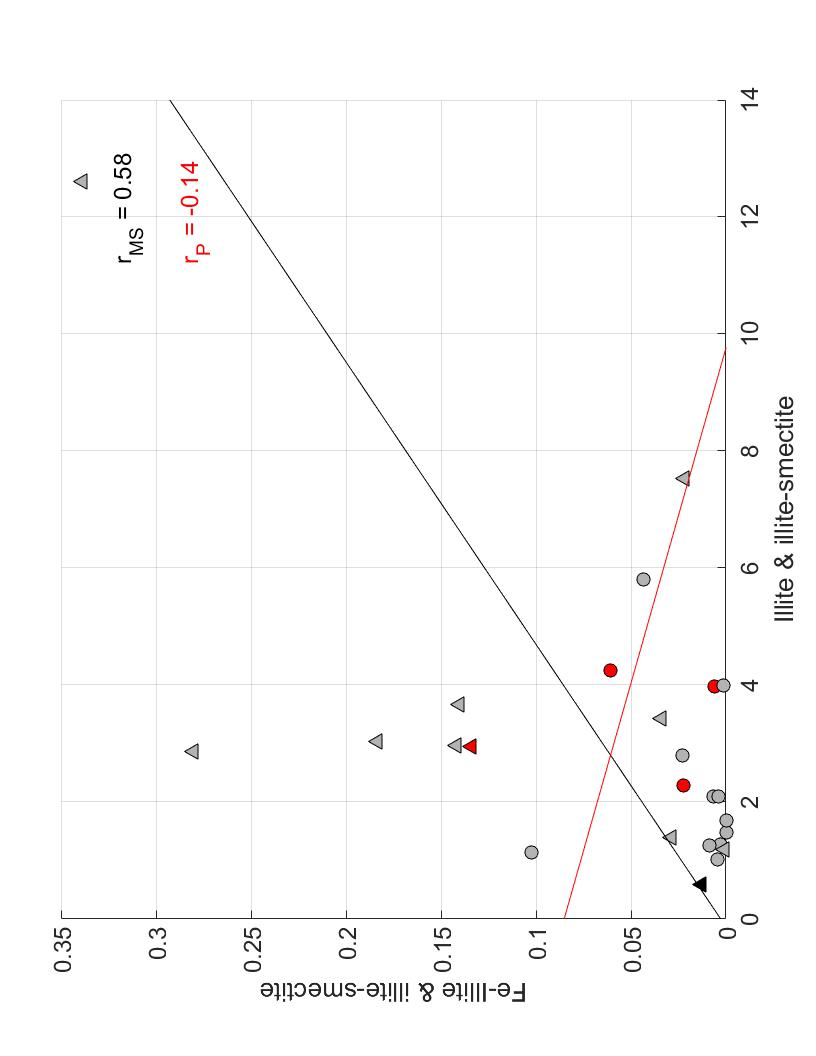 0.35
0.3
0.25
0.2
0.15
0.1
0.05
0
Fe-Illite & illite-smectite
r_MS = 0.58
r_P = -0.14
0 2 4 6 8 10 12 14
Illite & illite-smectite